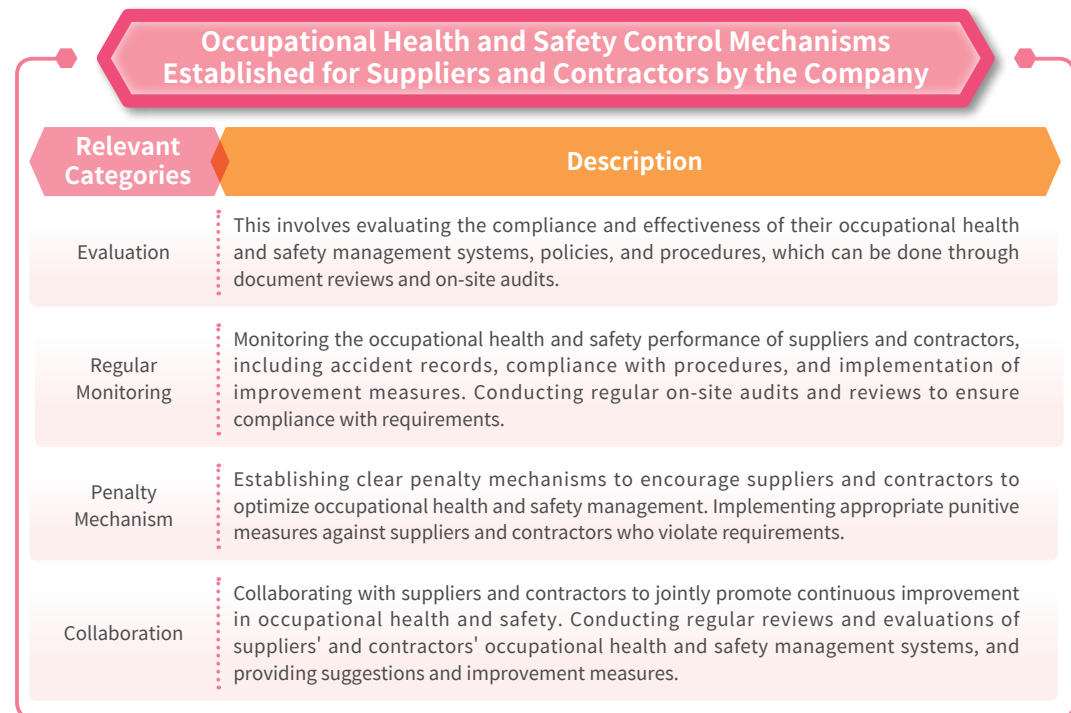 Occupational Health and Safety Control Mechanisms
Established for Suppliers and Contractors by the Company
Relevant
Categories
Description
Evaluation
This involves evaluating the compliance and effectiveness of their occupational health
and safety management systems, policies, and procedures, which can be done through
document reviews and on-site audits.
Regular
Monitoring
Monitoring the occupational health and safety performance of suppliers and contractors,
including accident records, compliance with procedures, and implementation of
improvement measures. Conducting regular on-site audits and reviews to ensure
compliance with requirements.
Penalty
Mechanism
Establishing clear penalty mechanisms to encourage suppliers and contractors to
optimize occupational health and safety management. Implementing appropriate punitive
measures against suppliers and contractors who violate requirements.
Collaboration
Collaborating with suppliers and contractors to jointly promote continuous improvement
in occupational health and safety. Conducting regular reviews and evaluations of
suppliers' and contractors' occupational health and safety management systems, and
providing suggestions and improvement measures.